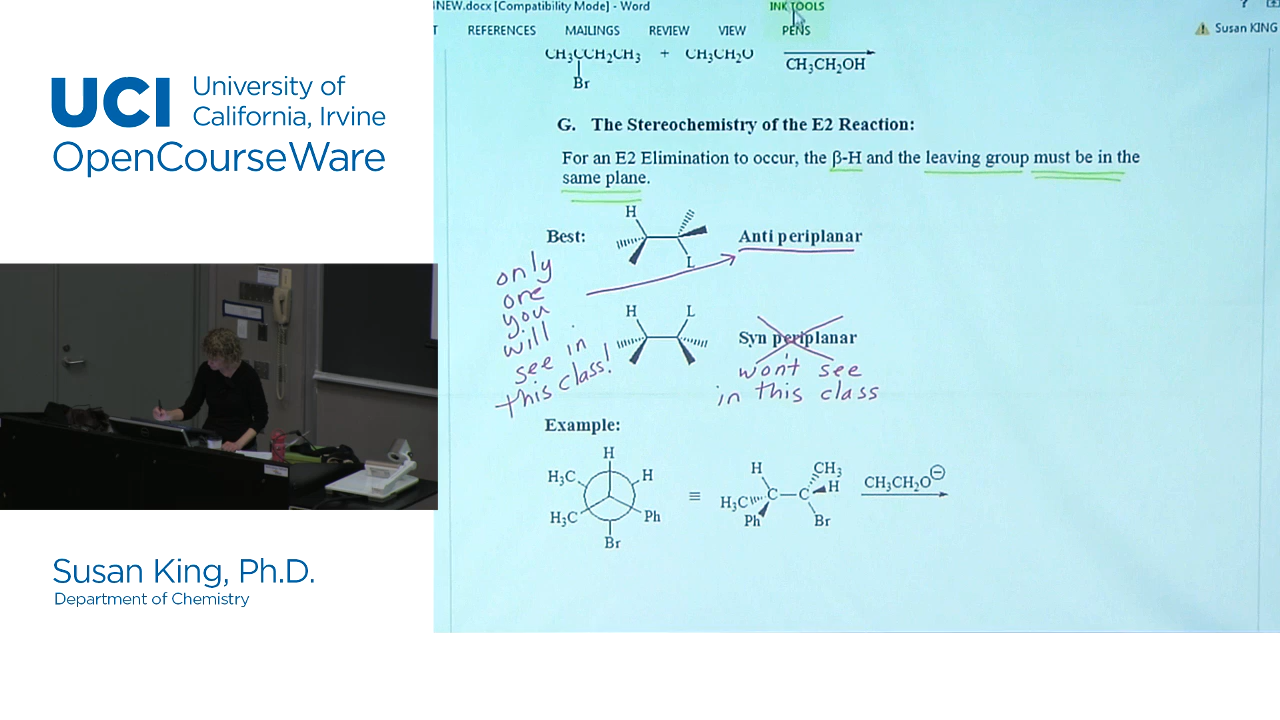 UCI University of
California, Irvine
OpenCourseWare
NEW.docx [Compatibility Mode] - Word
INK TOOLS
?
REFERENCES MAILINGS REVIEW VIEW PENS
Susan KING
CH₃CCH₂CH₃ + CH₃CH₂O
CH₃CH₂OH
Br
G. The Stereochemistry of the E2 Reaction:
For an E2 Elimination to occur, the β-H and the leaving group must be in the
same plane.
H
Best:
Anti periplanar
L
only
one
you
will
see in
this class!
H L
Syn periplanar
won't see
in this class
Example:
H
H₃C H
H₃C Ph
Br
≡
H CH₃
H₃C C—C H
Ph Br
CH₃CH₂O⊖
Susan King, Ph.D.
Department of Chemistry